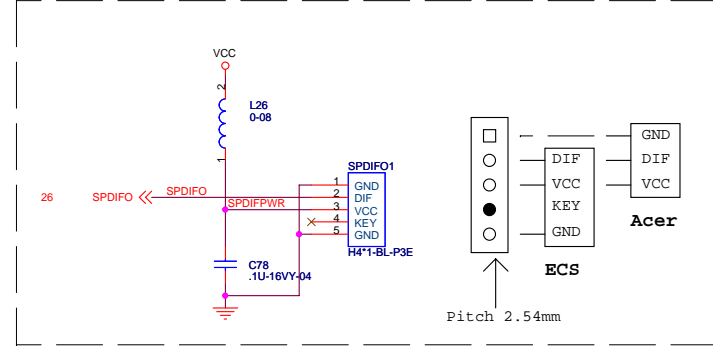 VCC
2
L26
0-08
1
26
SPDIFO
SPDIFO
SPDIFPWR
SPDIFO1
1
2
3
4
5
GND
DIF
VCC
KEY
GND
H4*1-BL-P3E
C78
.1U-16VY-04
GND
DIF
VCC
Acer
DIF
VCC
KEY
GND
ECS
Pitch 2.54mm